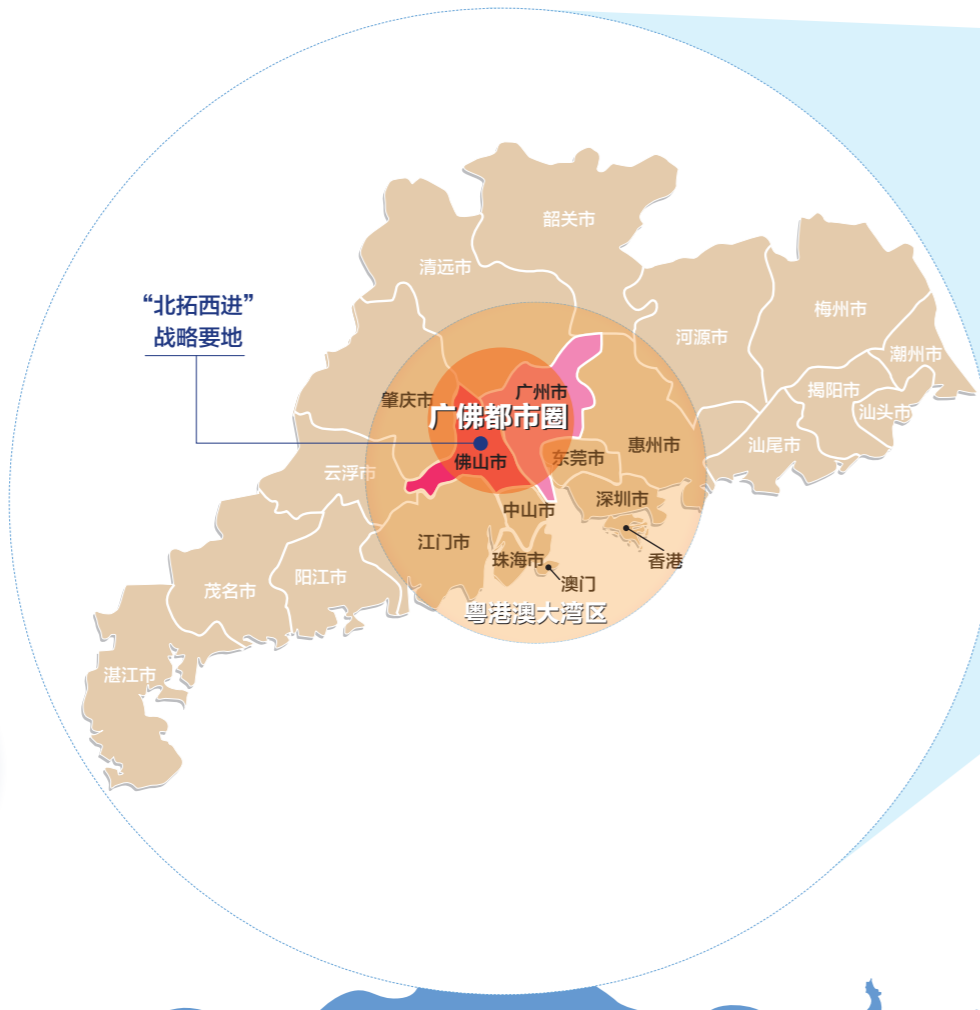 韶关市
清远市
“北拓西进”
战略要地
梅州市
河源市
潮州市
揭阳市
汕头市
广州市
肇庆市
广佛都市圈
惠州市
汕尾市
东莞市
佛山市
云浮市
深圳市
中山市
江门市
珠海市
香港
澳门
阳江市
茂名市
粤港澳大湾区
湛江市